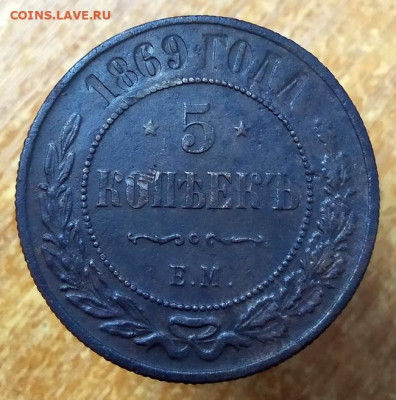 COINS.LAVE.RU
1869 ГОДА
5
КОПѢЕКЪ
Е.М.